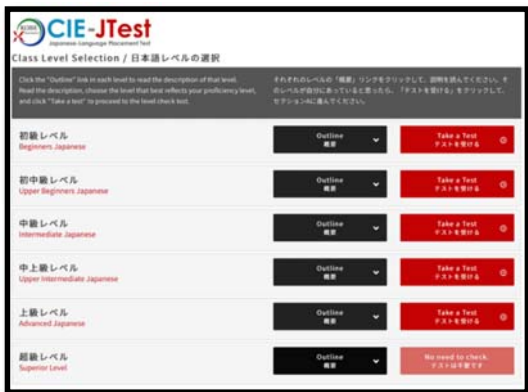 CIE-JTest
Japanese-Language Placement Test
Class Level Selection / 日本語レベルの選択
Click the "Outline" link in each level to read the description of that level.
Read the description, choose the level that best reflects your proficiency level,
and click "Take a test" to proceed to the level check test.
それぞれのレベルの「概要」リンクをクリックして、説明を読んでください。そ
のレベルが自分にあっていると思ったら、「テストを受ける」をクリックして、
セクションAに進んでください。
初級レベル
Beginners Japanese
Outline
概要
Take a Test
テストを受ける
初中級レベル
Upper Beginners Japanese
Outline
概要
Take a Test
テストを受ける
中級レベル
Intermediate Japanese
Outline
概要
Take a Test
テストを受ける
中上級レベル
Upper Intermediate Japanese
Outline
概要
Take a Test
テストを受ける
上級レベル
Advanced Japanese
Outline
概要
Take a Test
テストを受ける
超級レベル
Superior Level
Outline
概要
No need to check.
テストは不要です